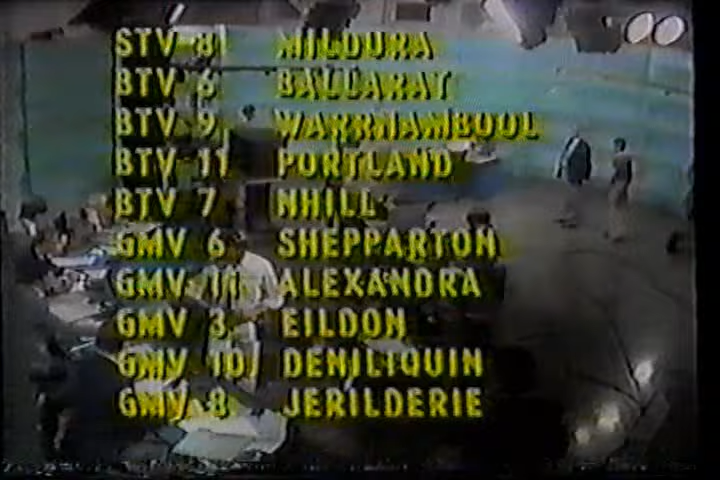 STV 8 MILDURA
BTV 6 BALLARAT
BTV 9 WARRNAMBOOL
BTV 11 PORTLAND
BTV 7 NHILL
GMV 6 SHEPPARTON
GMV 11 ALEXANDRA
GMV 3 EILDON
GMV 10 DENILIQUIN
GMV 8 JERILDERIE